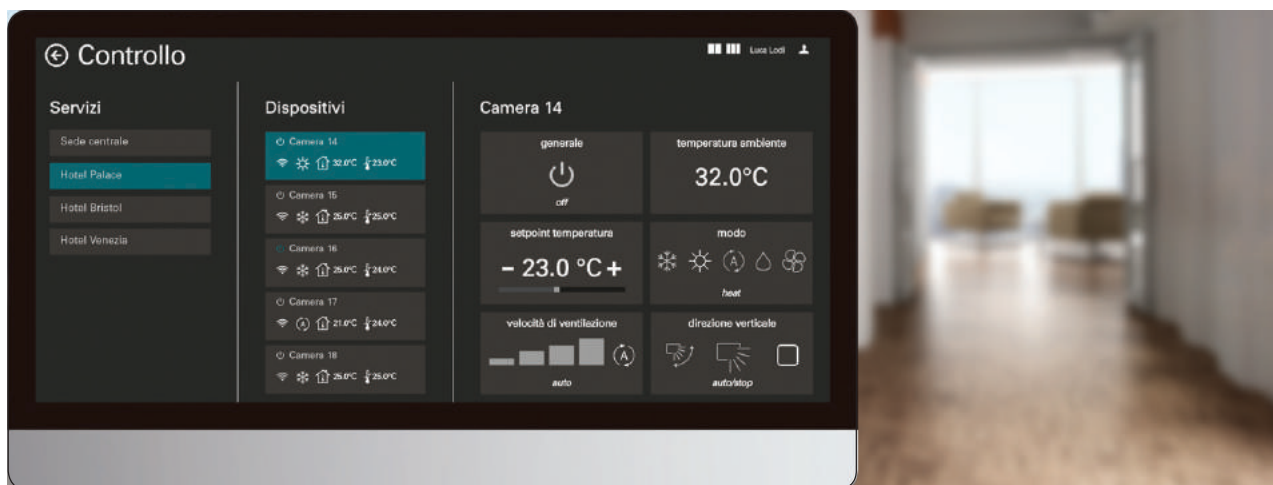 Controllo
Luca Lodi
Servizi
Sede centrale
Hotel Palace
Hotel Bristol
Hotel Venezia
Dispositivi
Camera 14
32.0°C 23.0°C
Camera 15
25.0°C 25.0°C
Camera 16
25.0°C 24.0°C
Camera 17
A 21.0°C 24.0°C
Camera 18
25.0°C 25.0°C
Camera 14
generale
off
temperatura ambiente
32.0°C
setpoint temperatura
- 23.0 °C +
modo
A
heat
velocità di ventilazione
A
auto
direzione verticale
auto/stop